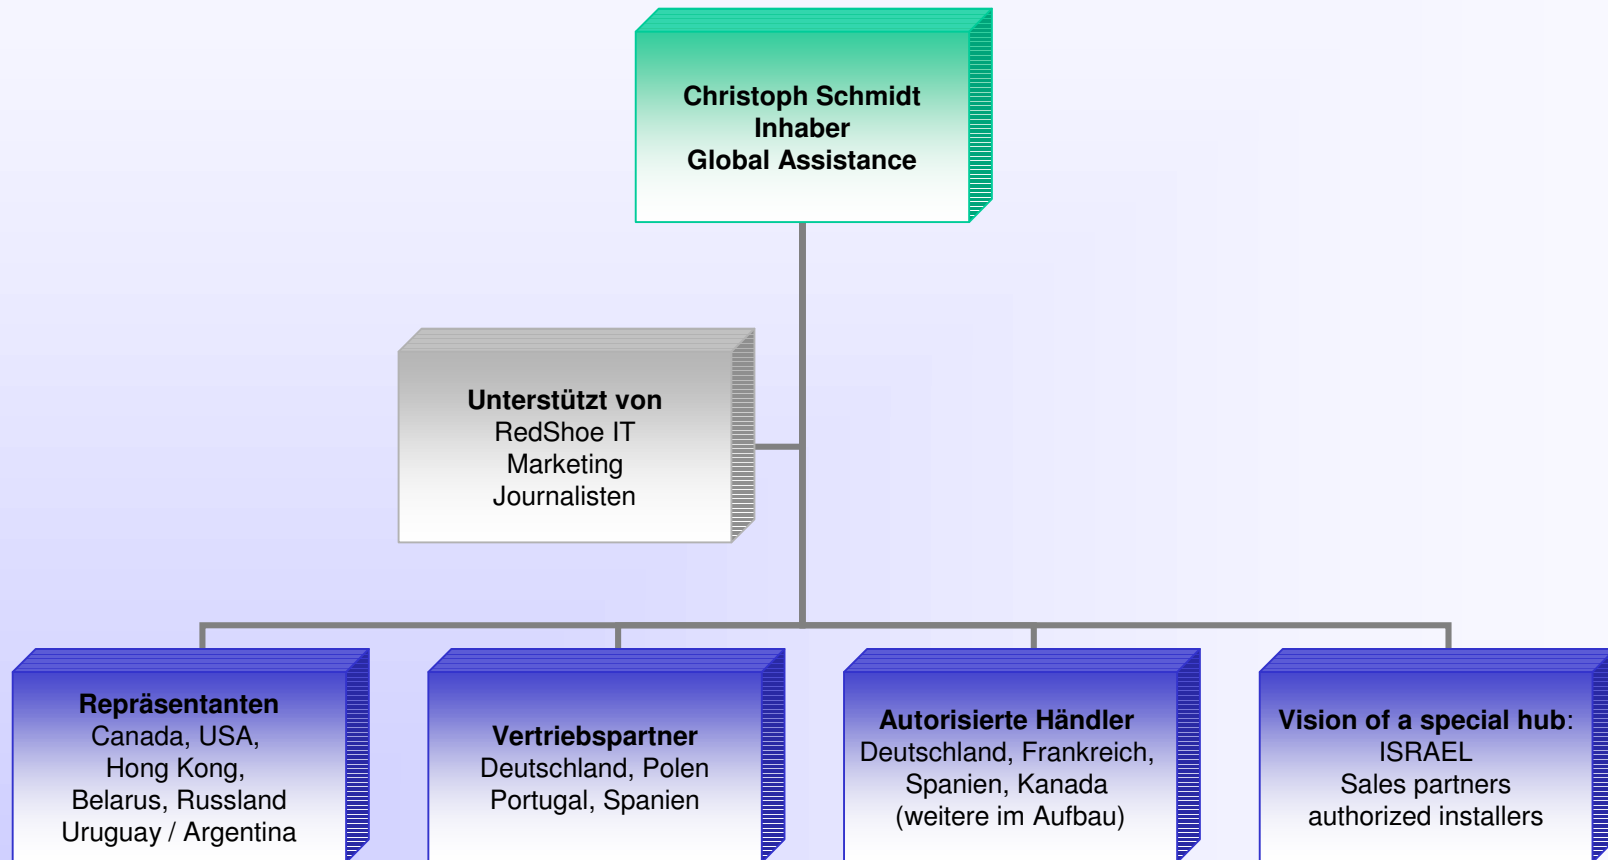 Christoph Schmidt
Inhaber
Global Assistance
Unterstützt von
RedShoe IT
Marketing
Journalisten
Repräsentanten
Canada, USA,
Hong Kong,
Belarus, Russland
Uruguay / Argentina
Vertriebspartner
Deutschland, Polen
Portugal, Spanien
Autorisierte Händler
Deutschland, Frankreich,
Spanien, Kanada
(weitere im Aufbau)
Vision of a special hub:
ISRAEL
Sales partners
authorized installers